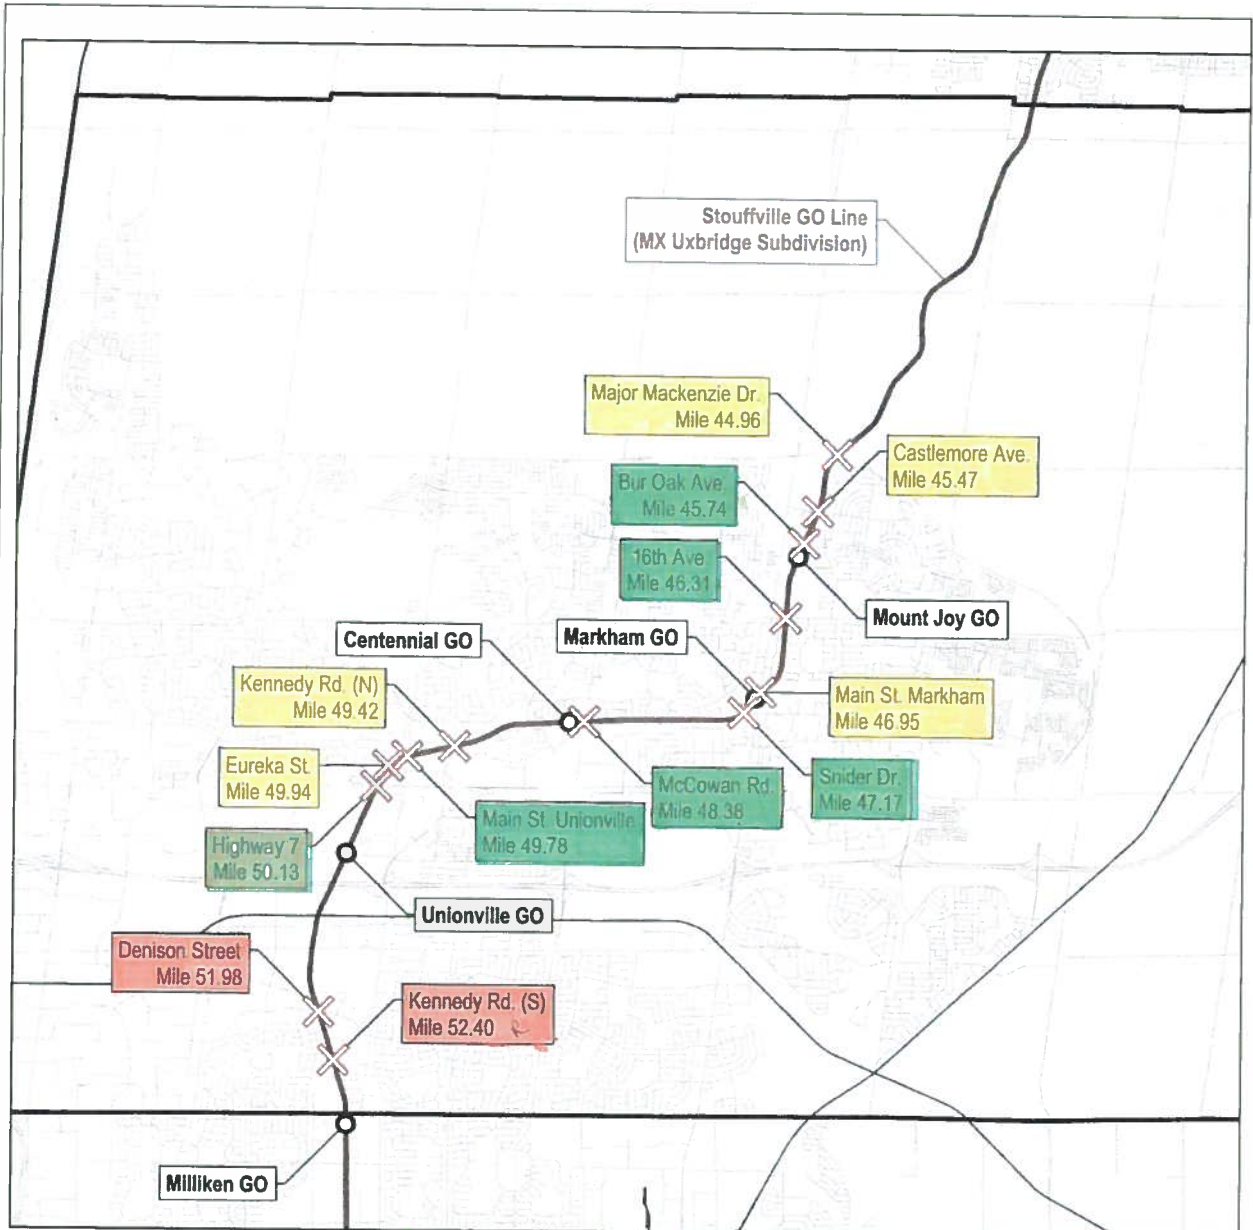 Stouffville GO Line
(MX Uxbridge Subdivision)
Major Mackenzie Dr.
Mile 44.96
Castlemore Ave.
Mile 45.47
Bur Oak Ave.
Mile 45.74
16th Ave
Mile 46.31
Mount Joy GO
Centennial GO
Markham GO
Kennedy Rd. (N)
Mile 49.42
Main St. Markham
Mile 46.95
Eureka St.
Mile 49.94
McCowan Rd.
Mile 48.38
Snider Dr.
Mile 47.17
Main St. Unionville
Mile 49.78
Highway 7
Mile 50.13
Unionville GO
Denison Street
Mile 51.98
Kennedy Rd. (S)
Mile 52.40
Milliken GO